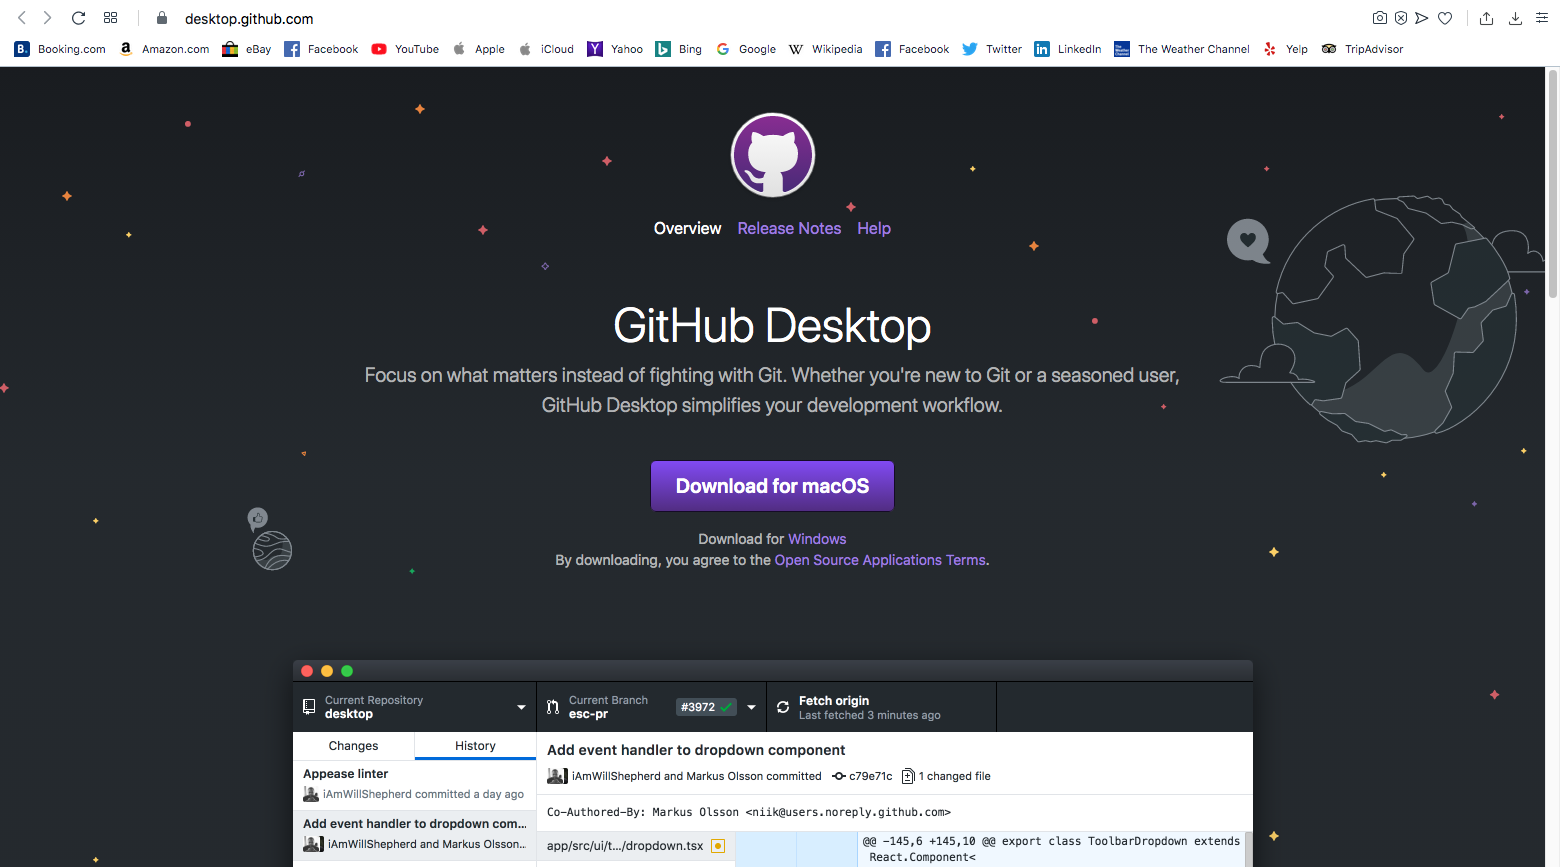 desktop.github.com
Booking.com Amazon.com eBay Facebook YouTube Apple iCloud Yahoo Bing Google Wikipedia Facebook Twitter LinkedIn The Weather Channel Yelp TripAdvisor
Overview Release Notes Help
GitHub Desktop
Focus on what matters instead of fighting with Git. Whether you're new to Git or a seasoned user,
GitHub Desktop simplifies your development workflow.
Download for macOS
Download for Windows
By downloading, you agree to the Open Source Applications Terms.
Current Repository
desktop
Current Branch
esc-pr
#3972
Fetch origin
Last fetched 3 minutes ago
Changes History
Appease linter
iAmWillShepherd committed a day ago
Add event handler to dropdown com...
iAmWillShepherd and Markus Olsson...
Add event handler to dropdown component
iAmWillShepherd and Markus Olsson committed c79e71c 1 changed file
Co-Authored-By: Markus Olsson <niik@users.noreply.github.com>
app/src/ui/t.../dropdown.tsx
@@ -145,6 +145,10 @@ export class ToolbarDropdown extends
React.Component<